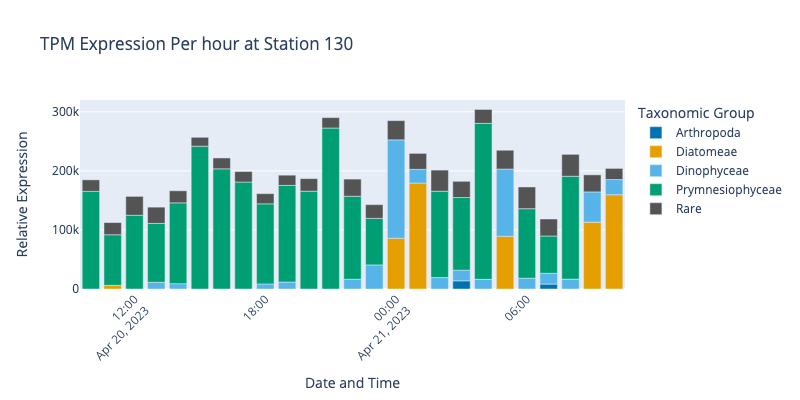 TPM Expression Per hour at Station 130
Taxonomic Group
Arthropoda
Diatomeae
Dinophyceae
Prymnesiophyceae
Rare
Relative Expression
300k
200k
100k
0
12:00
Apr 20, 2023
18:00
00:00
Apr 21, 2023
06:00
Date and Time